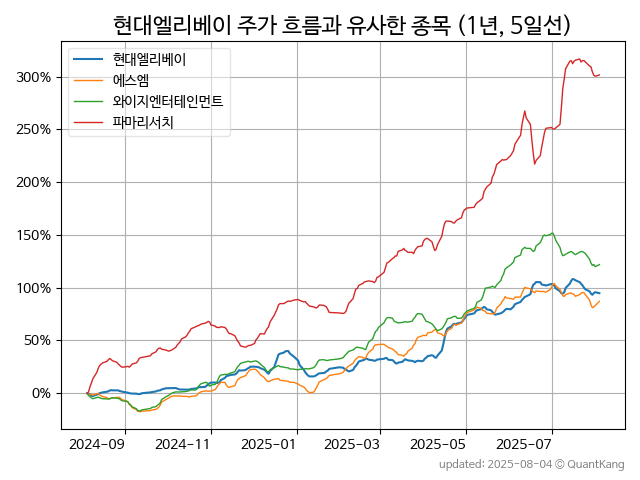 현대엘리베이 주가 흐름과 유사한 종목 (1년, 5일선)
현대엘리베이
에스엠
와이지엔터테인먼트
파마리서치
300%
250%
200%
150%
100%
50%
0%
2024-09 2024-11 2025-01 2025-03 2025-05 2025-07
updated: 2025-08-04 © QuantKang